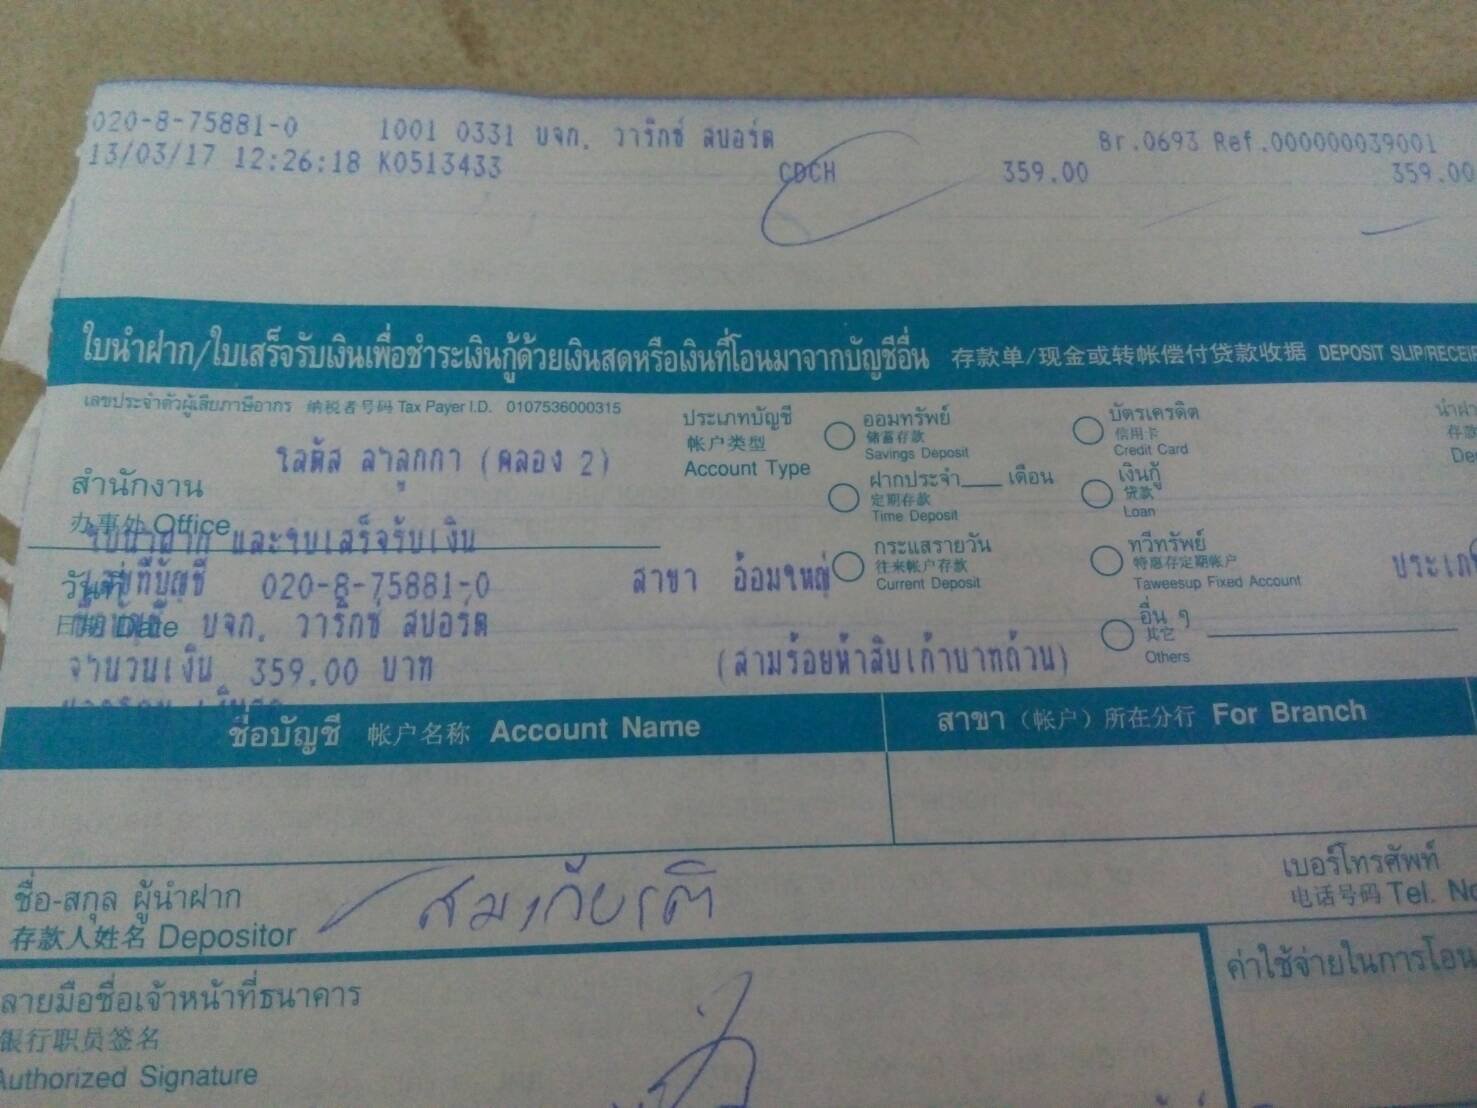 020-8-75881-0 1001 0331 บจก. วาริกซ์ สบอร์ต Br.0693 Ref.000000039001
13/03/17 12:26:18 K0513433 CDCH 359.00 359.00
ใบนำฝาก/ใบเสร็จรับเงินเพื่อชำระเงินกู้ด้วยเงินสดหรือเงินที่โอนมาจากบัญชีอื่น 存款单/现金或转帐偿付贷款收据 DEPOSIT SLIP/RECEI
เลขประจำตัวผู้เสียภาษีอากร 纳税者号码 Tax Payer I.D. 0107536000315
โลตัส ลำลูกกา (คลอง 2)
สำนักงาน
办事处 Office
ใบนำฝาก และใบเสร็จรับเงิน
วันที่
日期 Date
เลขที่บัญชี 020-8-75881-0 สาขา อ้อมใหญ่
ชื่อบัญชี บจก. วาริกซ์ สบอร์ต
จำนวนเงิน 359.00 บาท (สามร้อยห้าสิบเก้าบาทถ้วน)
ประเภทบัญชี
帐户类型
Account Type
ออมทรัพย์
储蓄存款
Savings Deposit
ฝากประจำ___ เดือน
定期存款
Time Deposit
กระแสรายวัน
往来帐户存款
Current Deposit
บัตรเครดิต
信用卡
Credit Card
เงินกู้
贷款
Loan
ทวีทรัพย์
特惠存定期帐户
Taweesup Fixed Account
อื่น ๆ
其它
Others
นำฝา
存款
De
ประเภ
ชื่อบัญชี 帐户名称 Account Name
สาขา (帐户) 所在分行 For Branch
ชื่อ-สกุล ผู้นำฝาก
存款人姓名 Depositor
สมเกียรติ
เบอร์โทรศัพท์
电话号码 Tel. No
ลายมือชื่อเจ้าหน้าที่ธนาคาร
银行职员签名
Authorized Signature
ค่าใช้จ่ายในการโอน